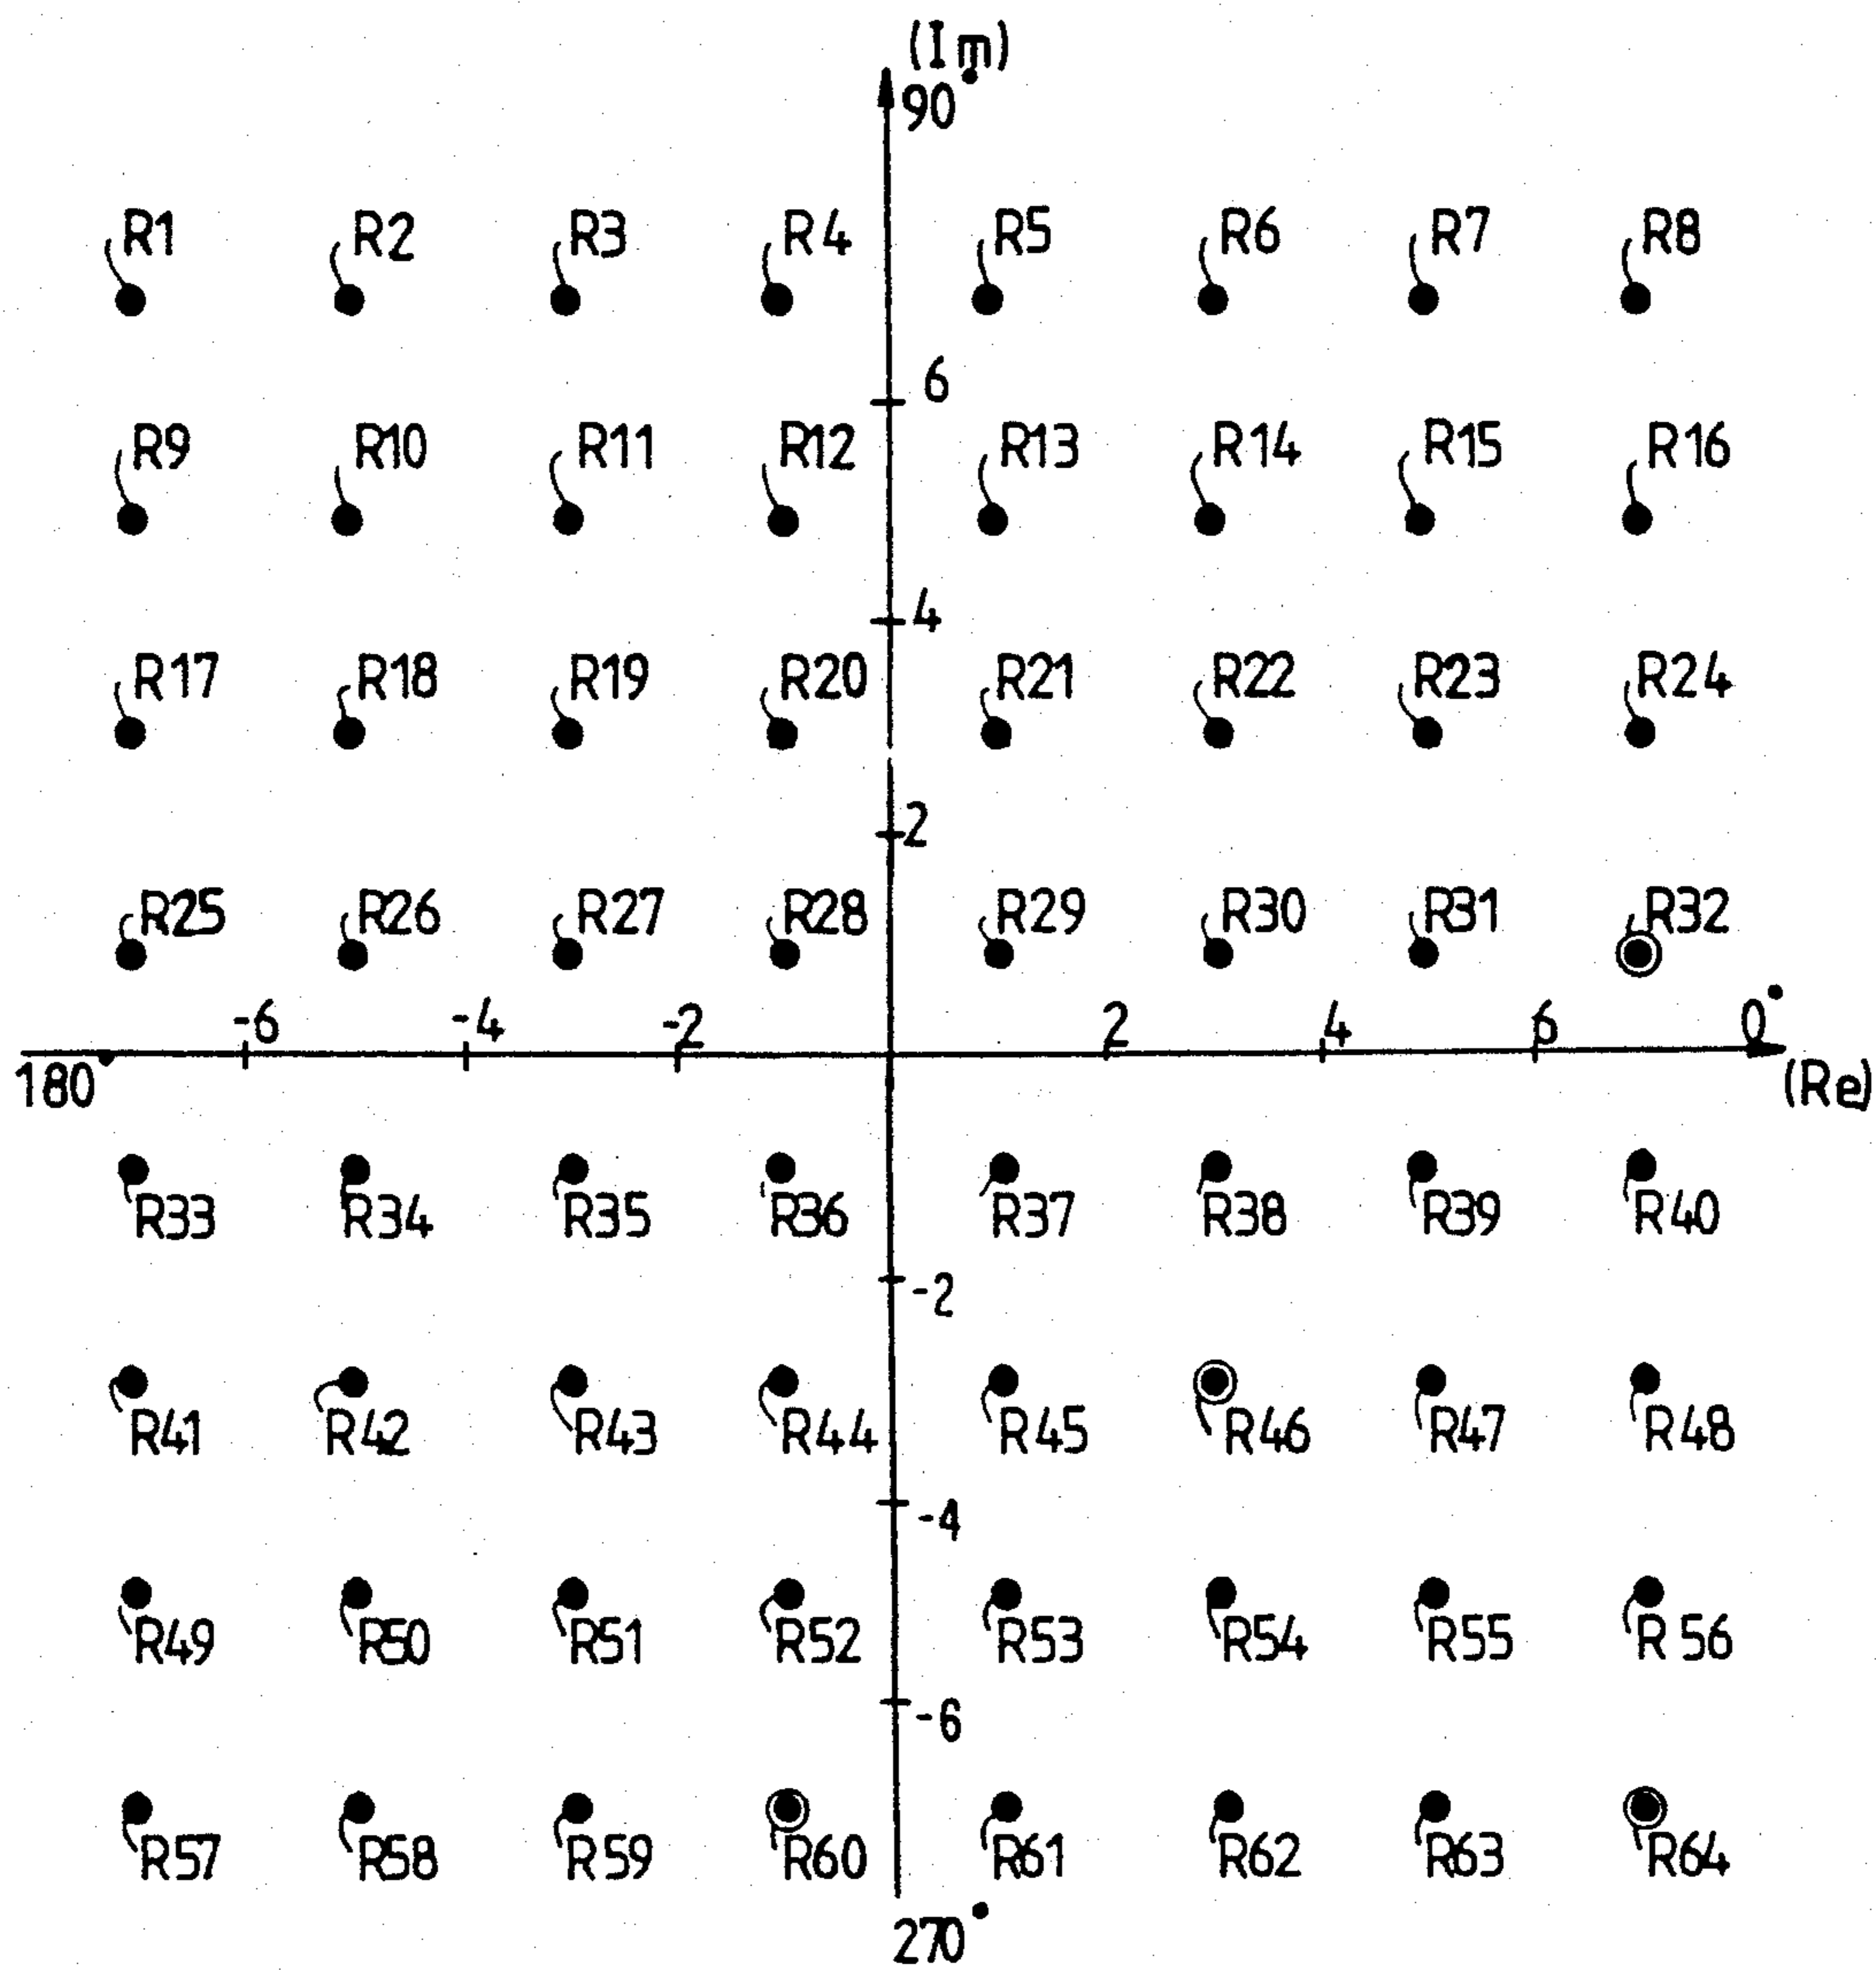 (Im)
90°
R1 R2 R3 R4 R5 R6 R7 R8
6
R9 R10 R11 R12 R13 R14 R15 R16
4
R17 R18 R19 R20 R21 R22 R23 R24
2
R25 R26 R27 R28 R29 R30 R31 R32
-6 -4 -2 2 4 6 0°
180° (Re)
R33 R34 R35 R36 R37 R38 R39 R40
-2
R41 R42 R43 R44 R45 R46 R47 R48
-4
R49 R50 R51 R52 R53 R54 R55 R56
-6
R57 R58 R59 R60 R61 R62 R63 R64
270°